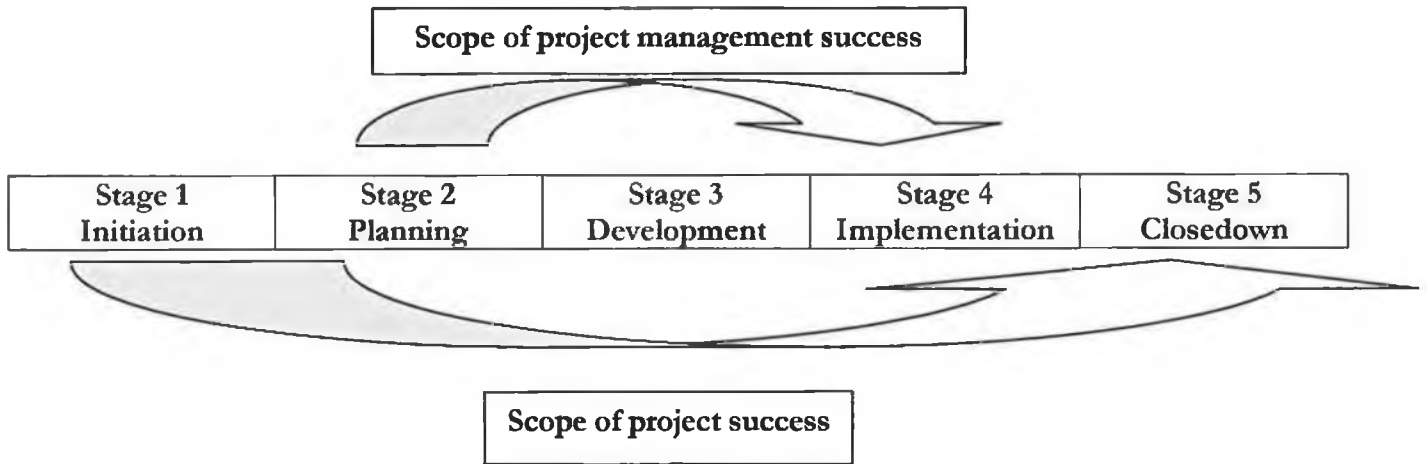 Scope of project management success
Stage 1
Initiation
Stage 2
Planning
Stage 3
Development
Stage 4
Implementation
Stage 5
Closedown
Scope of project success